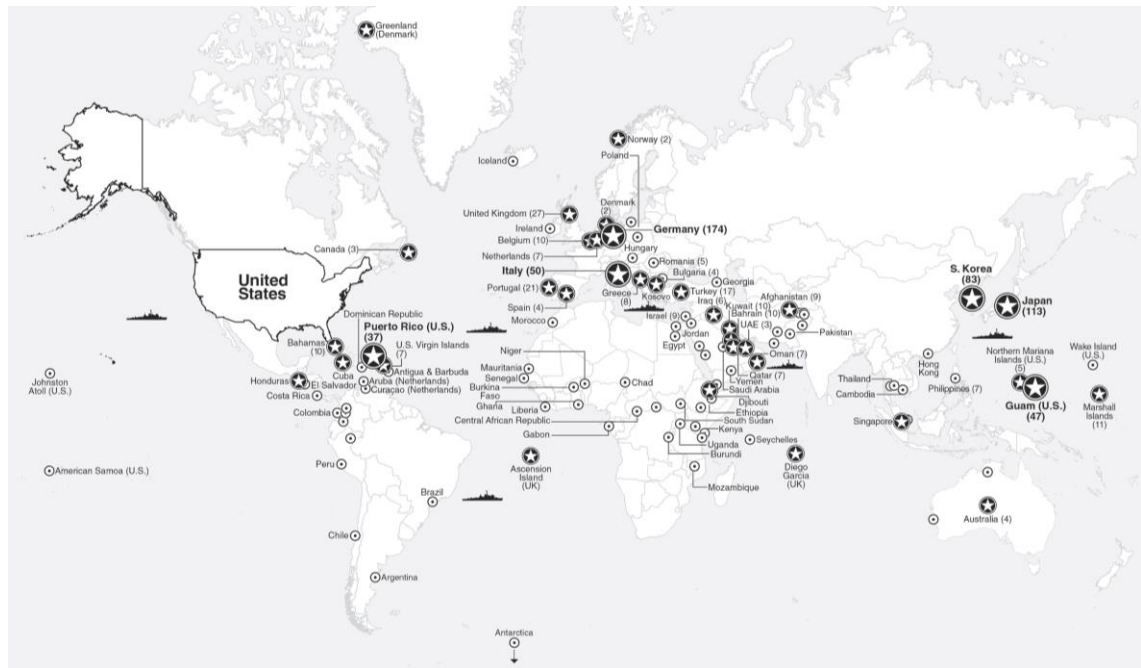 Greenland
(Denmark)
Norway (2)
Poland
Iceland
Denmark
(2)
United Kingdom (27)
Ireland
Germany (174)
Belgium (10)
Canada (3)
Netherlands (7)
Hungary
Romania (5)
Italy (50)
Bulgaria (4)
Georgia
S. Korea
(83)
United
States
Portugal (21)
Greece
(8)
Kosovo
Turkey (17)
Kuwait (10)
Iraq (6)
Afghanistan (9)
Japan
(113)
Spain (4)
Bahrain (10)
Dominican Republic
Morocco
Israel (9)
UAE (3)
Puerto Rico (U.S.)
(37)
Jordan
Pakistan
Bahamas
(10)
U.S. Virgin Islands
(7)
Egypt
Oman (7)
Northern Mariana
Islands (U.S.)
(5)
Wake Island
(U.S.)
Niger
Hong
Kong
Cuba
Antigua & Barbuda
Mauritania
Qatar (7)
Johnston
Atoll (U.S.)
Honduras
El Salvador
Aruba (Netherlands)
Senegal
Chad
Yemen
Thailand
Philippines (7)
Costa Rica
Curaçao (Netherlands)
Burkina
Faso
Saudi Arabia
Cambodia
Ghana
Djibouti
Guam (U.S.)
(47)
Marshall
Islands
(11)
Colombia
Liberia
Ethiopia
Central African Republic
South Sudan
Singapore
Gabon
Kenya
Uganda
Seychelles
Burundi
American Samoa (U.S.)
Peru
Ascension
Island
(UK)
Diego
Garcia
(UK)
Mozambique
Brazil
Australia (4)
Chile
Argentina
Antarctica